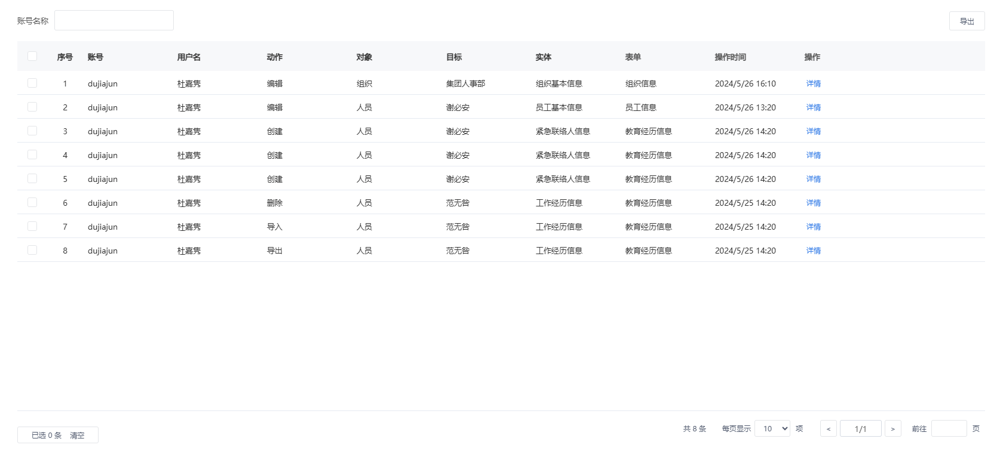 账号名称 导出
序号 账号 用户名 动作 对象 目标 实体 表单 操作时间 操作
1 dujiajun 杜嘉隽 编辑 组织 集团人事部 组织基本信息 组织信息 2024/5/26 16:10 详情
2 dujiajun 杜嘉隽 编辑 人员 谢必安 员工基本信息 员工信息 2024/5/26 13:20 详情
3 dujiajun 杜嘉隽 创建 人员 谢必安 紧急联络人信息 教育经历信息 2024/5/26 14:20 详情
4 dujiajun 杜嘉隽 创建 人员 谢必安 紧急联络人信息 教育经历信息 2024/5/26 14:20 详情
5 dujiajun 杜嘉隽 创建 人员 谢必安 紧急联络人信息 教育经历信息 2024/5/26 14:20 详情
6 dujiajun 杜嘉隽 删除 人员 范无咎 工作经历信息 教育经历信息 2024/5/25 14:20 详情
7 dujiajun 杜嘉隽 导入 人员 范无咎 工作经历信息 教育经历信息 2024/5/25 14:20 详情
8 dujiajun 杜嘉隽 导出 人员 范无咎 工作经历信息 教育经历信息 2024/5/25 14:20 详情
已选 0 条 清空 共 8 条 每页显示 10 项 < 1/1 > 前往 页